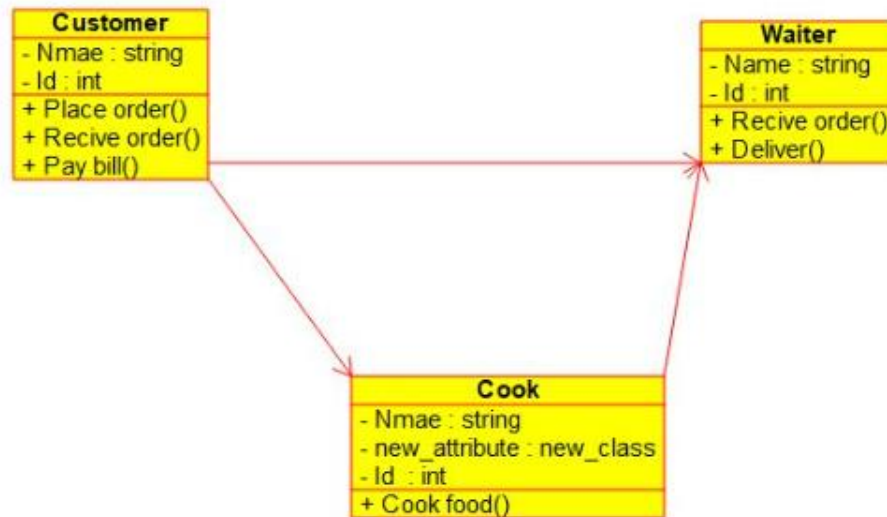 Customer
- Nmae : string
- Id : int
+ Place order()
+ Recive order()
+ Pay bill()
Waiter
- Name : string
- Id : int
+ Recive order()
+ Deliver()
Cook
- Nmae : string
- new_attribute : new_class
- Id : int
+ Cook food()